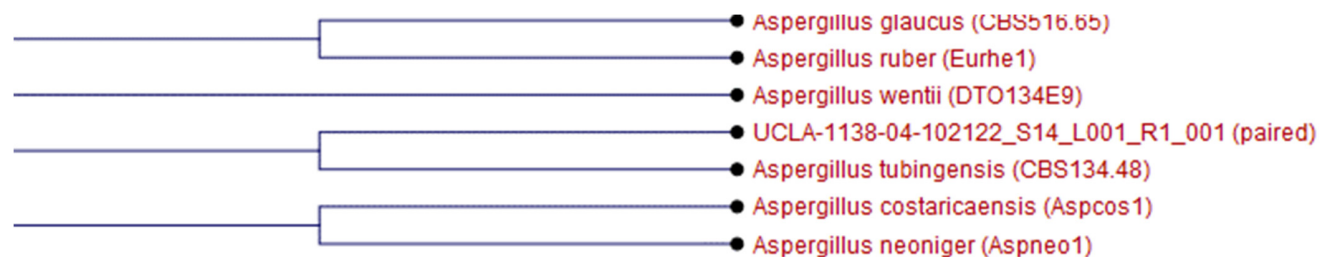 Aspergillus glaucus (CBS516.65)
Aspergillus ruber (Eurhe1)
Aspergillus wentii (DTO134E9)
UCLA-1138-04-102122_S14_L001_R1_001 (paired)
Aspergillus tubingensis (CBS134.48)
Aspergillus costaricaensis (Aspcos1)
Aspergillus neoniger (Aspneo1)